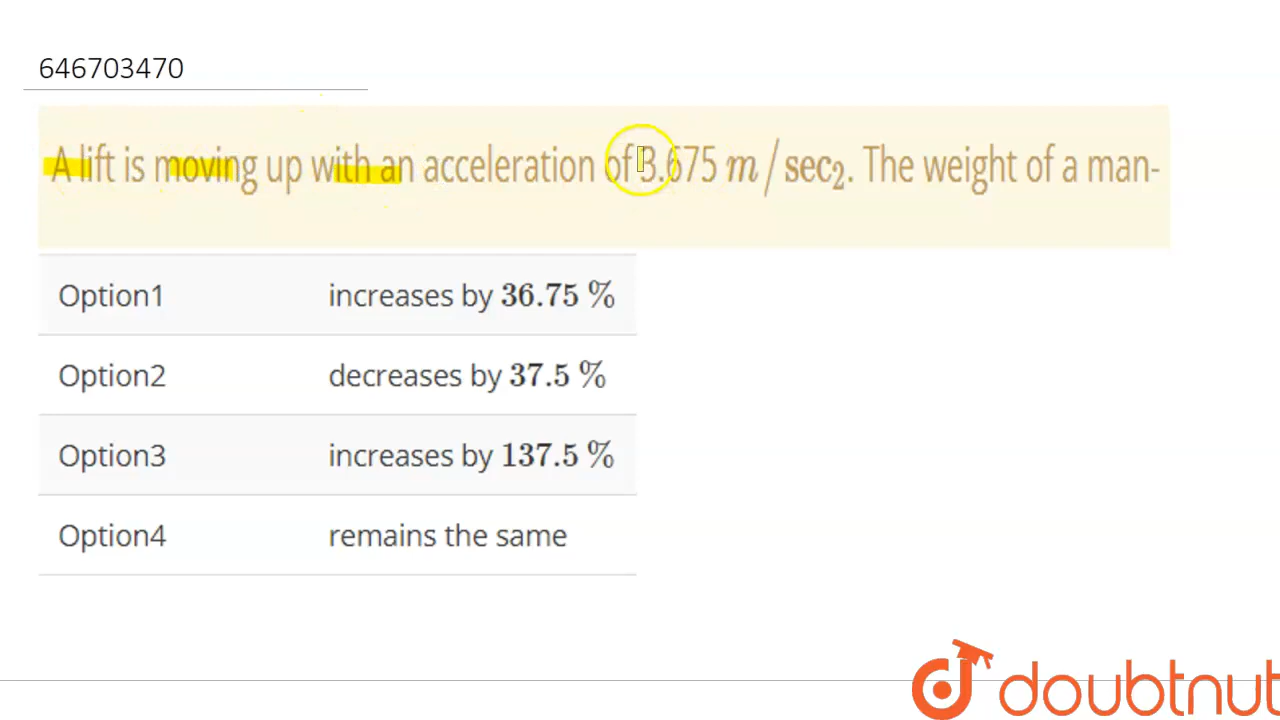 646703470
A lift is moving up with an acceleration of 3.675 m/sec₂. The weight of a man-
Option1 increases by 36.75 %
Option2 decreases by 37.5 %
Option3 increases by 137.5 %
Option4 remains the same
doubtnut